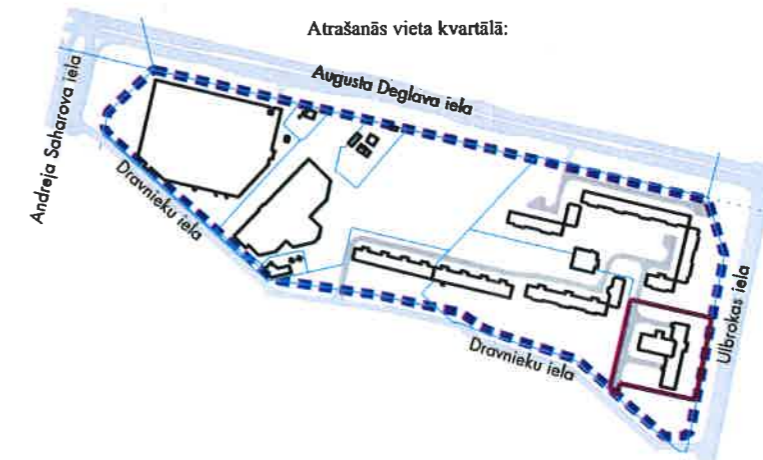 Atrašanās vieta kvartālā:
Augusta Deglava iela
Andreja Saharova iela
Dravnieku iela
Ulbrokas iela
Dravnieku iela